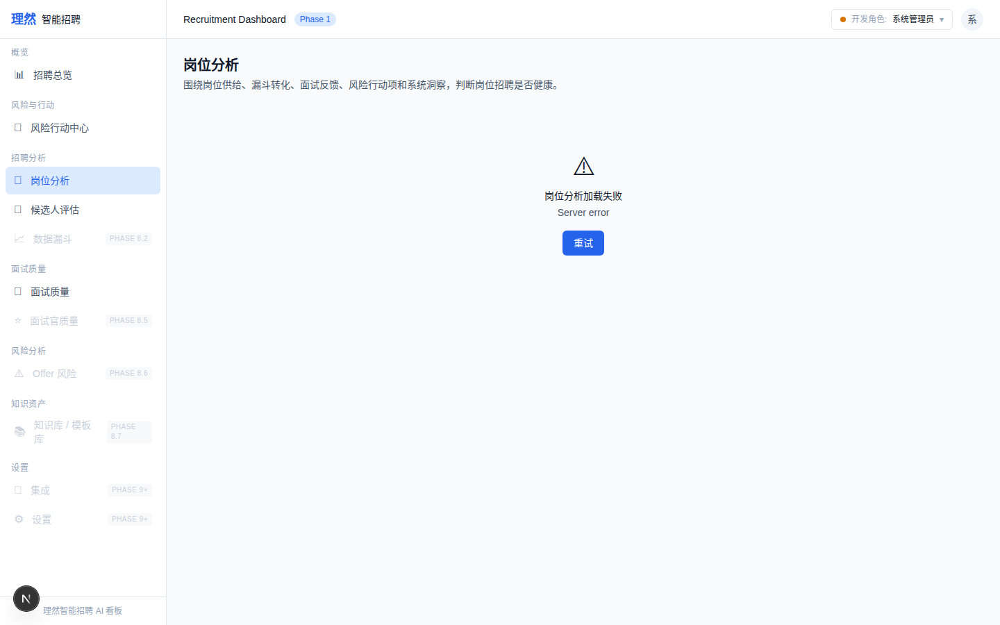 理然 智能招聘
Recruitment Dashboard Phase 1
开发角色: 系统管理员 ▾
系
概览
招聘总览
风险与行动
风险行动中心
招聘分析
岗位分析
候选人评估
数据漏斗 PHASE 8.2
面试质量
面试质量
面试官质量 PHASE 8.5
风险分析
Offer 风险 PHASE 8.6
知识资产
知识库 / 模板
库
PHASE
8.7
设置
集成 PHASE 9+
设置 PHASE 9+
N
理然智能招聘 AI 看板
岗位分析
围绕岗位供给、漏斗转化、面试反馈、风险行动项和系统洞察，判断岗位招聘是否健康。
岗位分析加载失败
Server error
重试